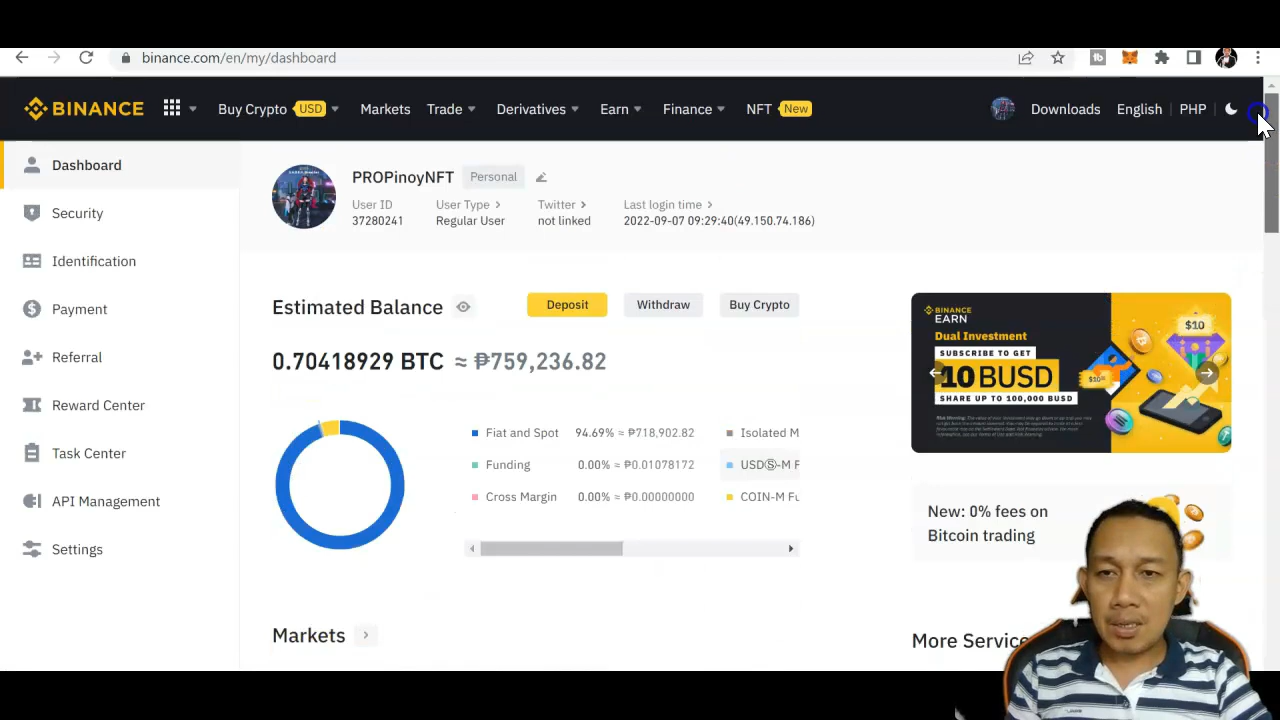 binance.com/en/my/dashboard
BINANCE Buy Crypto USD Markets Trade Derivatives Earn Finance NFT New Downloads English PHP
Dashboard
Security
Identification
Payment
Referral
Reward Center
Task Center
API Management
Settings
PROPinoyNFT Personal
User ID User Type Twitter Last login time
37280241 Regular User not linked 2022-09-07 09:29:40(49.150.74.186)
Estimated Balance Deposit Withdraw Buy Crypto
0.70418929 BTC ≈ ₱759,236.82
Fiat and Spot 94.69% ≈ ₱718,902.82 Isolated M
Funding 0.00% ≈ ₱0.01078172 USDⓈ-M F
Cross Margin 0.00% ≈ ₱0.00000000 COIN-M Fu
BINANCE
EARN
Dual Investment
SUBSCRIBE TO GET
10 BUSD
SHARE UP TO 100,000 BUSD
$10
$10
New: 0% fees on
Bitcoin trading
Markets
More Service